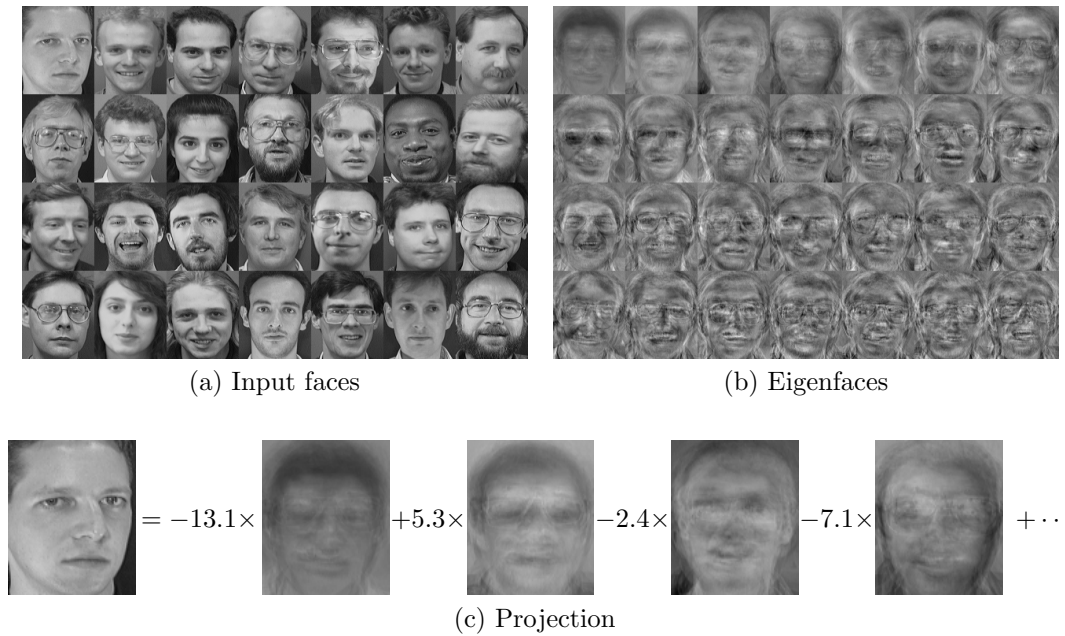 (a) Input faces
(b) Eigenfaces
= −13.1× +5.3× −2.4× −7.1× + ··
(c) Projection